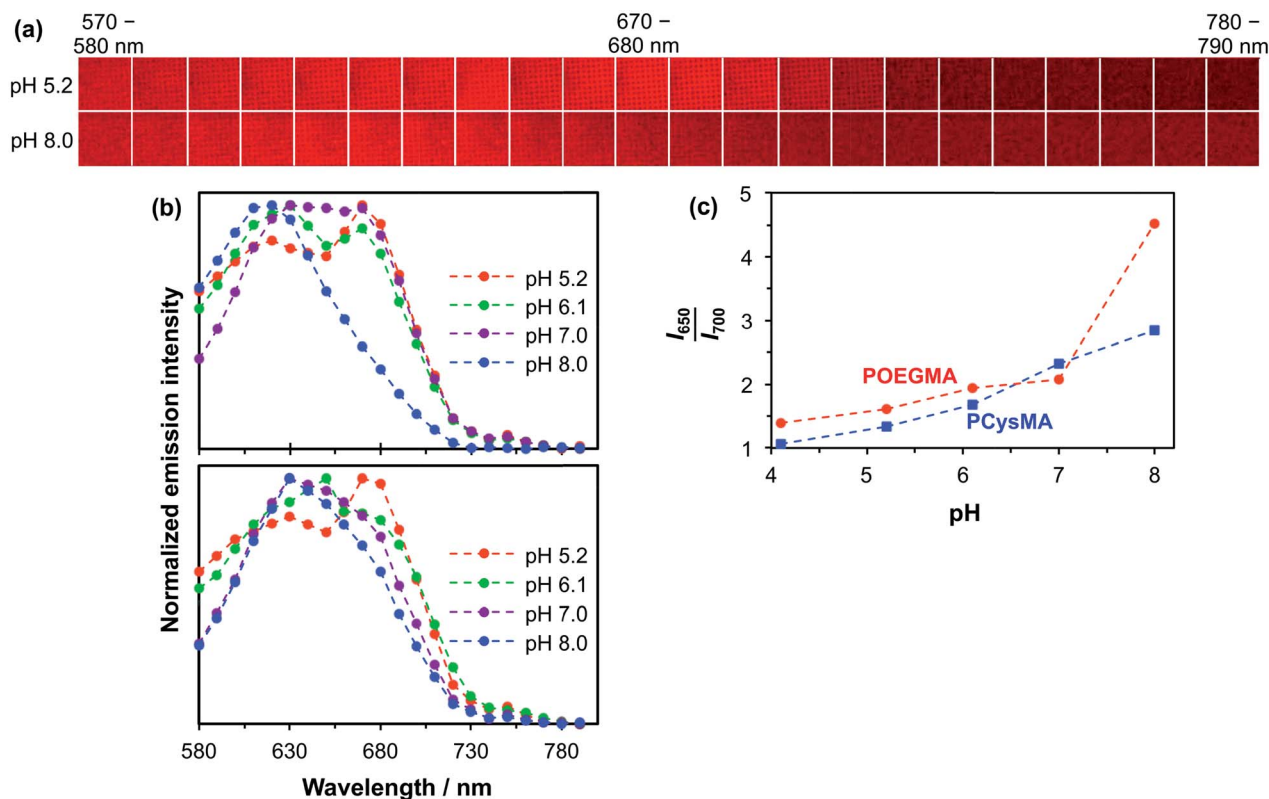 (a)
570 –
580 nm
670 –
680 nm
780 –
790 nm
pH 5.2
pH 8.0
(b)
Normalized emission intensity
pH 5.2
pH 6.1
pH 7.0
pH 8.0
pH 5.2
pH 6.1
pH 7.0
pH 8.0
580 630 680 730 780
Wavelength / nm
(c)
I650
I700
5
4
3
2
1
POEGMA
PCysMA
4 5 6 7 8
pH